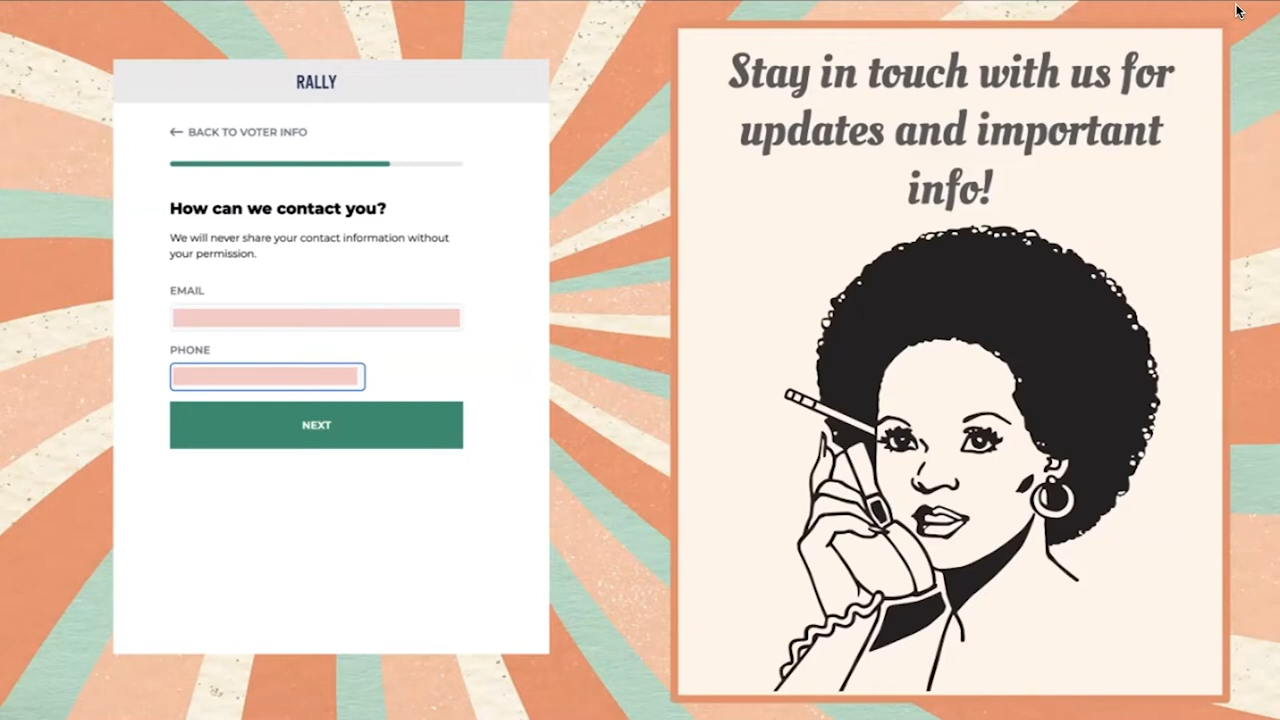 RALLY
← BACK TO VOTER INFO
How can we contact you?
We will never share your contact information without
your permission.
EMAIL
PHONE
NEXT
Stay in touch with us for
updates and important
info!